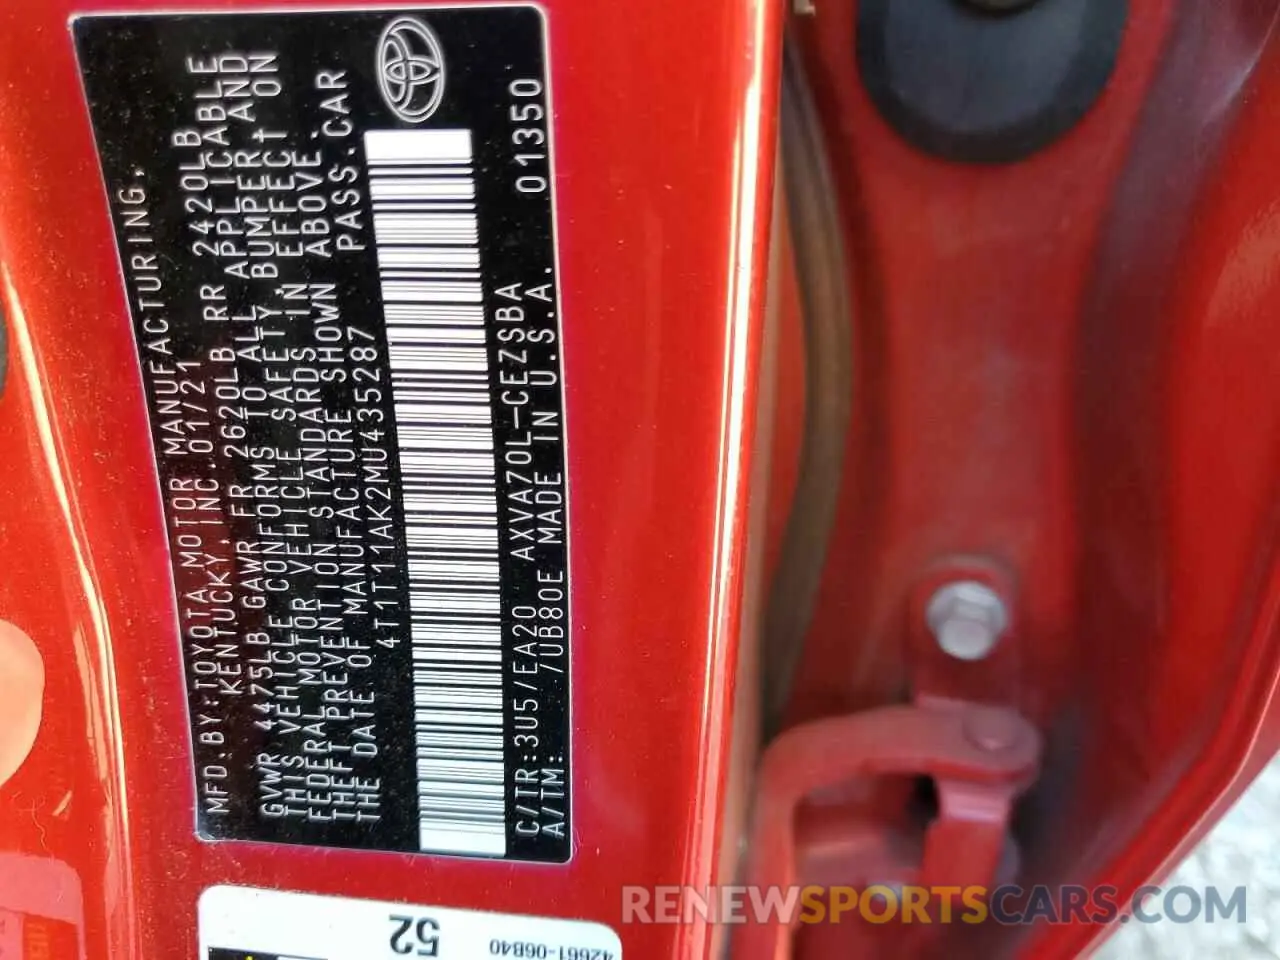 MFD.BY:TOYOTA MOTOR MANUFACTURING,
KENTUCKY,INC.01/21
GVWR 4475LB GAWR FR 2620LB RR 2420LB
THIS VEHICLE CONFORMS TO ALL APPLICABLE
FEDERAL MOTOR VEHICLE SAFETY,BUMPER,AND
THEFT PREVENTION STANDARDS IN EFFECT ON
THE DATE OF MANUFACTURE SHOWN ABOVE.
4T1T11AK2MU435287 PASS.CAR
C/TR:3U5/EA20 AXVA70L-CEZSBA 01350
A/TM: /UB80E MADE IN U.S.A.
52
42661-06B40
RENEWSPORTSCARS.COM